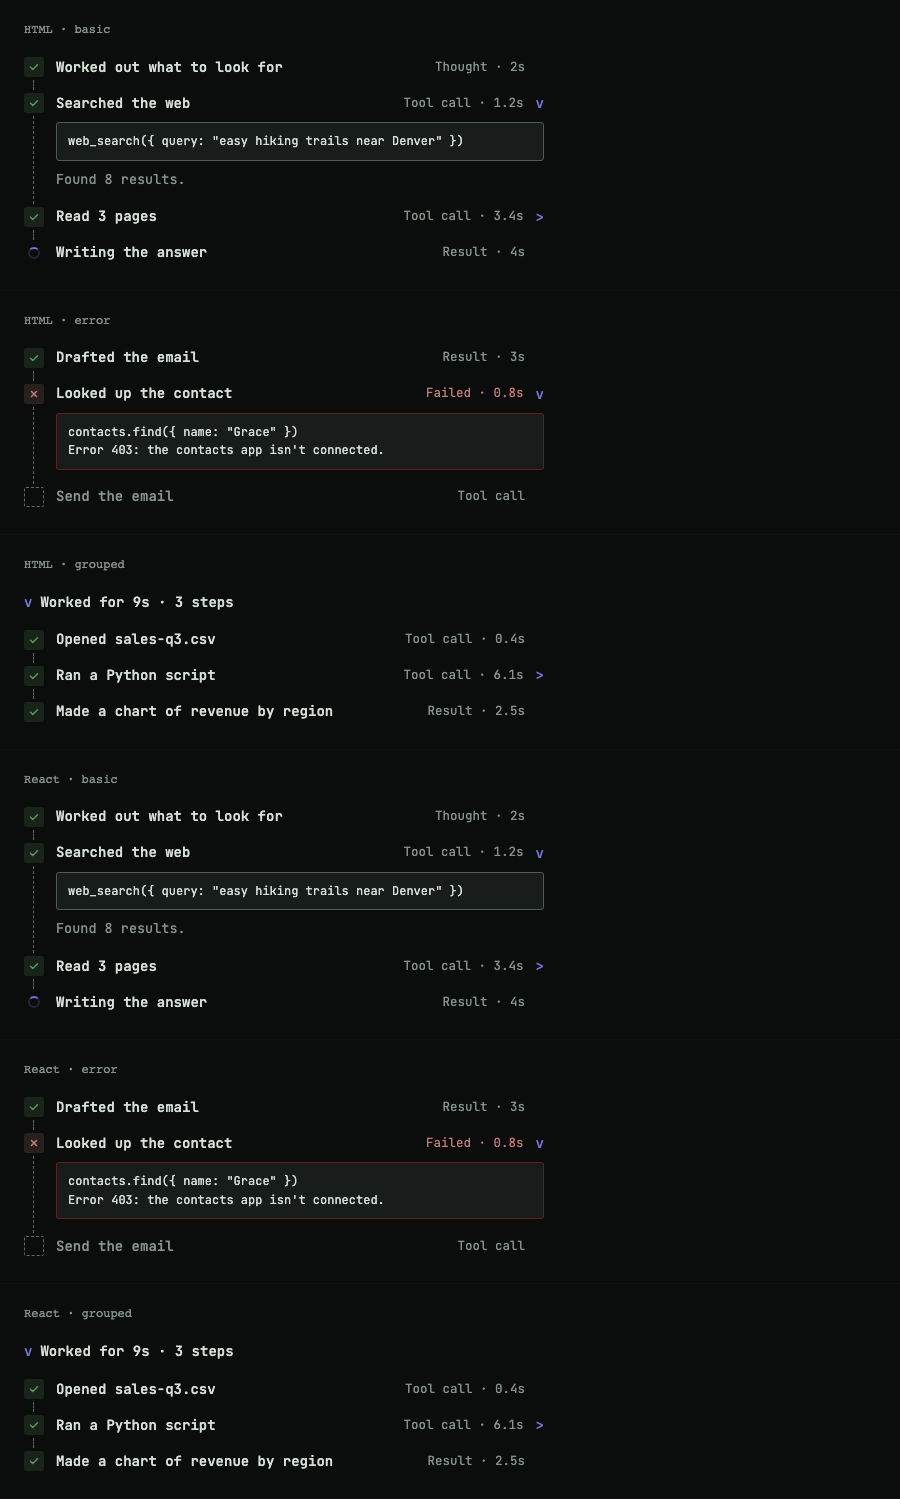 HTML · basic
Worked out what to look for Thought · 2s
Searched the web Tool call · 1.2s v
web_search({ query: "easy hiking trails near Denver" })
Found 8 results.
Read 3 pages Tool call · 3.4s >
Writing the answer Result · 4s
HTML · error
Drafted the email Result · 3s
Looked up the contact Failed · 0.8s v
contacts.find({ name: "Grace" })
Error 403: the contacts app isn't connected.
Send the email Tool call
HTML · grouped
v Worked for 9s · 3 steps
Opened sales-q3.csv Tool call · 0.4s
Ran a Python script Tool call · 6.1s >
Made a chart of revenue by region Result · 2.5s
React · basic
Worked out what to look for Thought · 2s
Searched the web Tool call · 1.2s v
web_search({ query: "easy hiking trails near Denver" })
Found 8 results.
Read 3 pages Tool call · 3.4s >
Writing the answer Result · 4s
React · error
Drafted the email Result · 3s
Looked up the contact Failed · 0.8s v
contacts.find({ name: "Grace" })
Error 403: the contacts app isn't connected.
Send the email Tool call
React · grouped
v Worked for 9s · 3 steps
Opened sales-q3.csv Tool call · 0.4s
Ran a Python script Tool call · 6.1s >
Made a chart of revenue by region Result · 2.5s